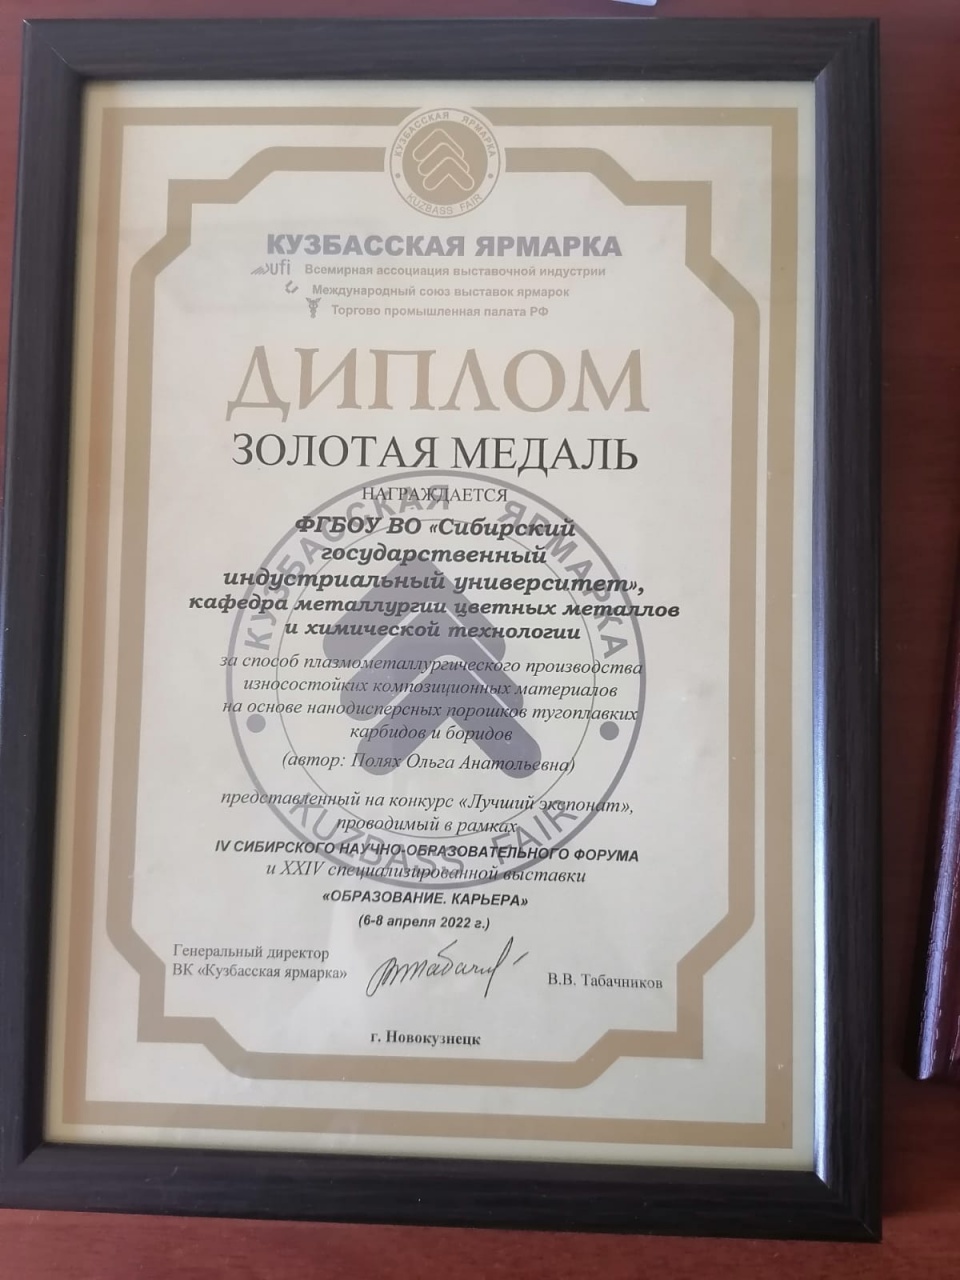 КУЗБАССКАЯ ЯРМАРКА
KUZBASS FAIR
КУЗБАССКАЯ ЯРМАРКА
ufi Всемирная ассоциация выставочной индустрии
Международный союз выставок ярмарок
Торгово промышленная палата РФ
ДИПЛОМ
ЗОЛОТАЯ МЕДАЛЬ
НАГРАЖДАЕТСЯ
ФГБОУ ВО «Сибирский
государственный
индустриальный университет»,
кафедра металлургии цветных металлов
и химической технологии
за способ плазмометаллургического производства
износостойких композиционных материалов
на основе нанодисперсных порошков тугоплавких
карбидов и боридов
(автор: Полях Ольга Анатольевна)
представленный на конкурс «Лучший экспонат»,
проводимый в рамках
IV СИБИРСКОГО НАУЧНО-ОБРАЗОВАТЕЛЬНОГО ФОРУМА
и XXIV специализированной выставки
«ОБРАЗОВАНИЕ. КАРЬЕРА»
(6-8 апреля 2022 г.)
КУЗБАССКАЯ ЯРМАРКА
KUZBASS FAIR
Генеральный директор
ВК «Кузбасская ярмарка»
В.В. Табачников
г. Новокузнецк